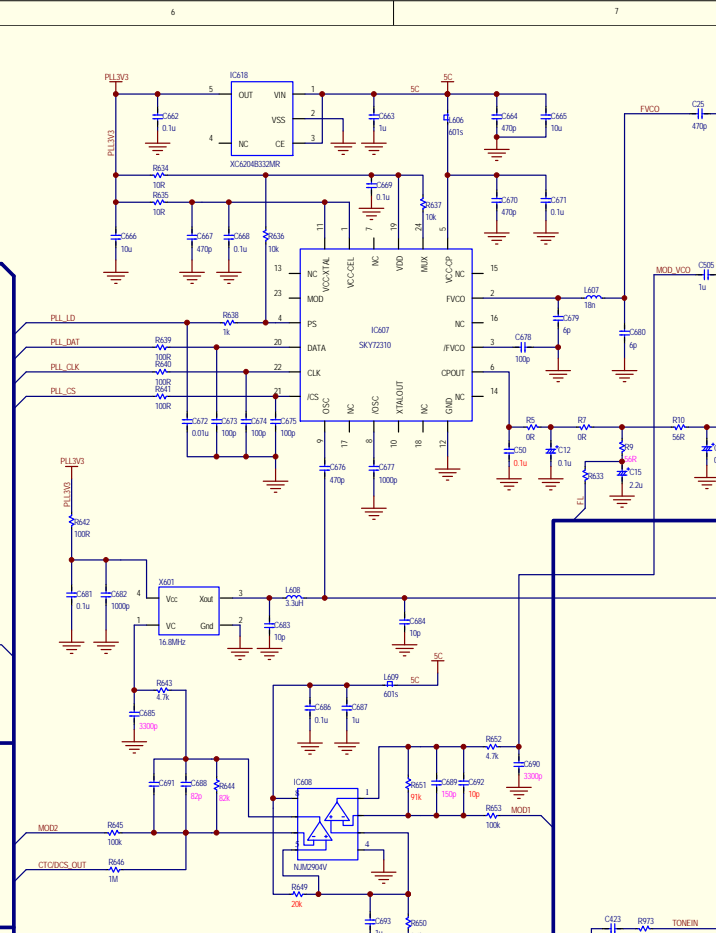 6
7
PLL3V3
IC618
5
OUT
VIN
1
5C
5C
C25
FVCO
470p
C662
0.1u
VSS
2
C663
1u
L606
601s
C664
470p
C665
10u
PLL3V3
4
NC
CE
3
XC6204B332MR
R634
10R
C669
0.1u
R635
10R
R637
10k
C670
470p
C671
0.1u
C666
10u
C667
470p
C668
0.1u
R636
10k
11
1
7
19
24
5
VCC-XTAL
VCC-CEL
NC
VDD
MUX
VCC-CP
13
NC
NC
15
C505
MOD_VCO
1u
23
MOD
FVCO
2
L607
18n
PLL_LD
R638
1k
4
PS
IC607
SKY72310
NC
16
C679
6p
C680
6p
PLL_DAT
R639
100R
20
DATA
/FVCO
3
C678
100p
PLL_CLK
R640
100R
22
CLK
CPOUT
6
PLL_CS
R641
100R
21
/CS
NC
14
OSC
NC
/OSC
XTALOUT
NC
GND
C672
0.01u
C673
100p
C674
100p
C675
100p
9
17
8
10
18
12
R5
0R
R7
0R
R10
56R
C50
0.1u
C12
0.1u
R9
56R
PLL3V3
C676
470p
C677
1000p
R633
C15
2.2u
PLL3V3
FL
R642
100R
X601
C681
0.1u
C682
1000p
4
Vcc
Xout
3
L608
3.3uH
1
VC
Gnd
2
C683
10p
C684
10p
16.8MHz
5C
R643
4.7k
L609
601s
5C
C685
3300p
C686
0.1u
C687
1u
R652
4.7k
C690
3300p
C691
C688
82p
R644
82k
IC608
8
1
R651
91k
C689
150p
C692
10p
R653
100k
MOD1
MOD2
R645
100k
4
CTC/DCS_OUT
R646
1M
NJM2904V
R649
20k
C693
R650
C423
R973
TONEIN